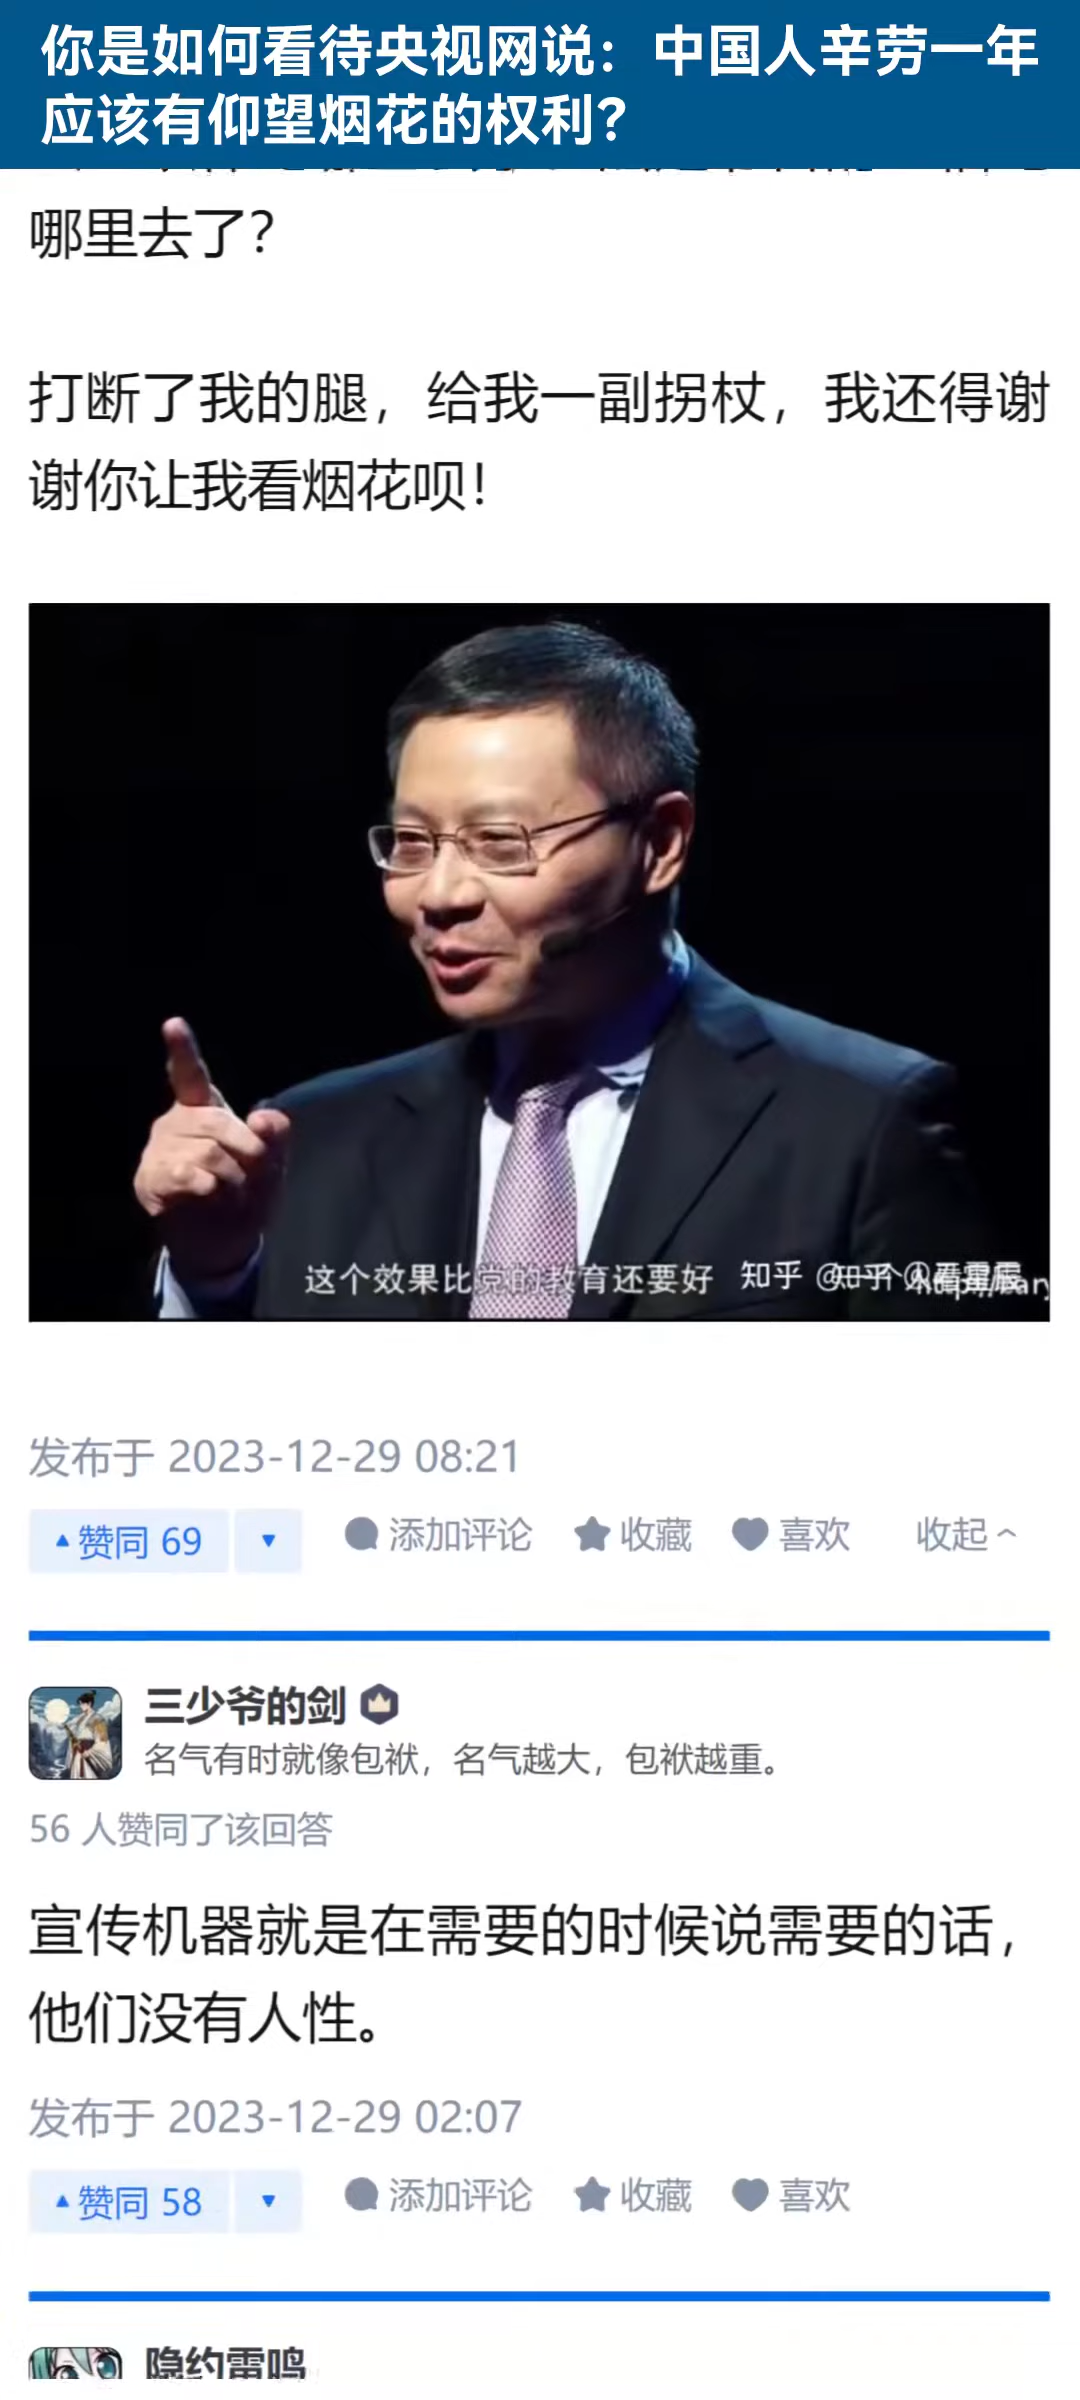 你是如何看待央视网说：中国人辛劳一年
应该有仰望烟花的权利？
哪里去了？
打断了我的腿，给我一副拐杖，我还得谢
谢你让我看烟花呗！
这个效果比党的教育还要好 知乎
发布于 2023-12-29 08:21
赞同 69 添加评论 收藏 喜欢 收起
三少爷的剑
名气有时就像包袱，名气越大，包袱越重。
56 人赞同了该回答
宣传机器就是在需要的时候说需要的话，
他们没有人性。
发布于 2023-12-29 02:07
赞同 58 添加评论 收藏 喜欢
隐约雷鸣